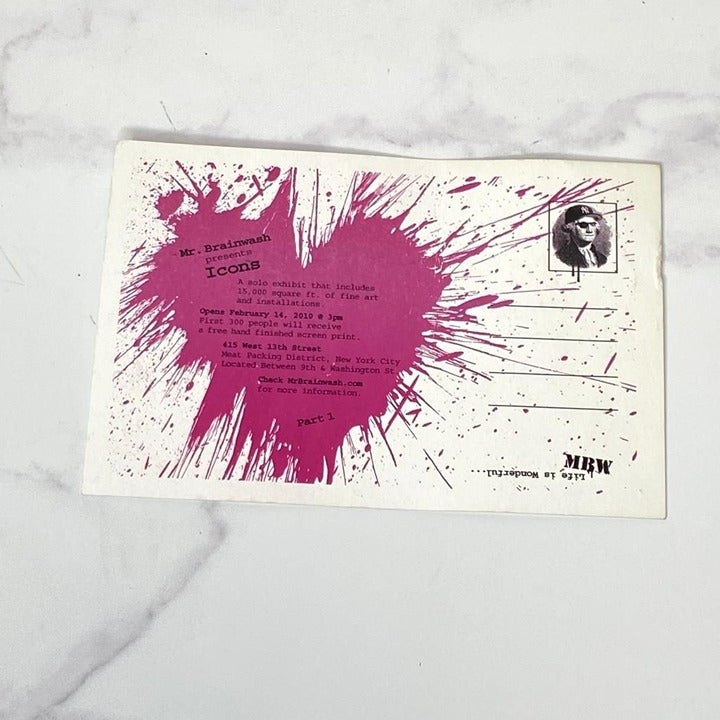 Mr. Brainwash
presents
Icons
A solo exhibit that includes
15,000 square ft. of fine art
and installations.
Opens February 14, 2010 @ 3pm
First 300 people will receive
a free hand finished screen print.
415 West 13th Street
Meat Packing District, New York City
Located Between 9th & Washington St.
Check MrBrainwash.com
for more information.
Part 1
NY
MBW
Life is Wonderful...